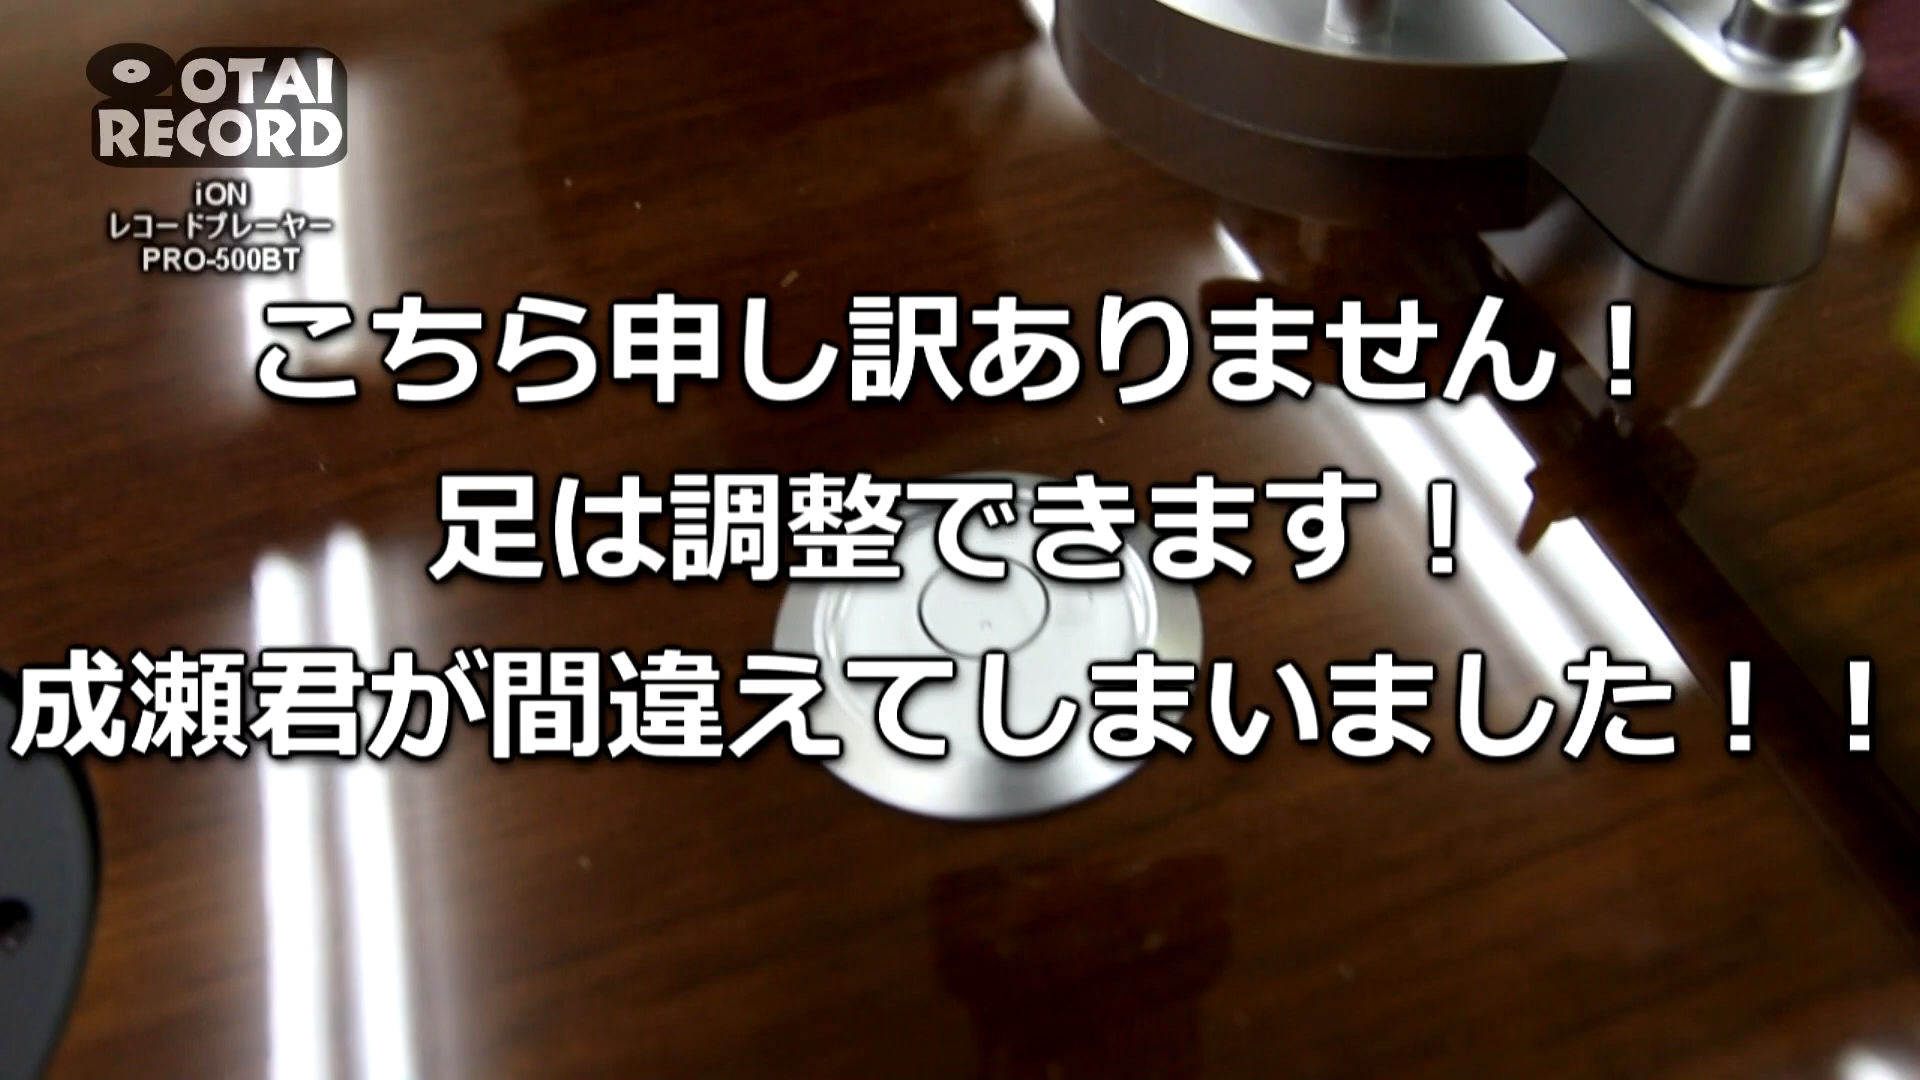 OTAI
RECORD
iON
レコードプレーヤー
PRO-500BT
こちら申し訳ありません！
足は調整できます！
成瀬君が間違えてしまいました！！